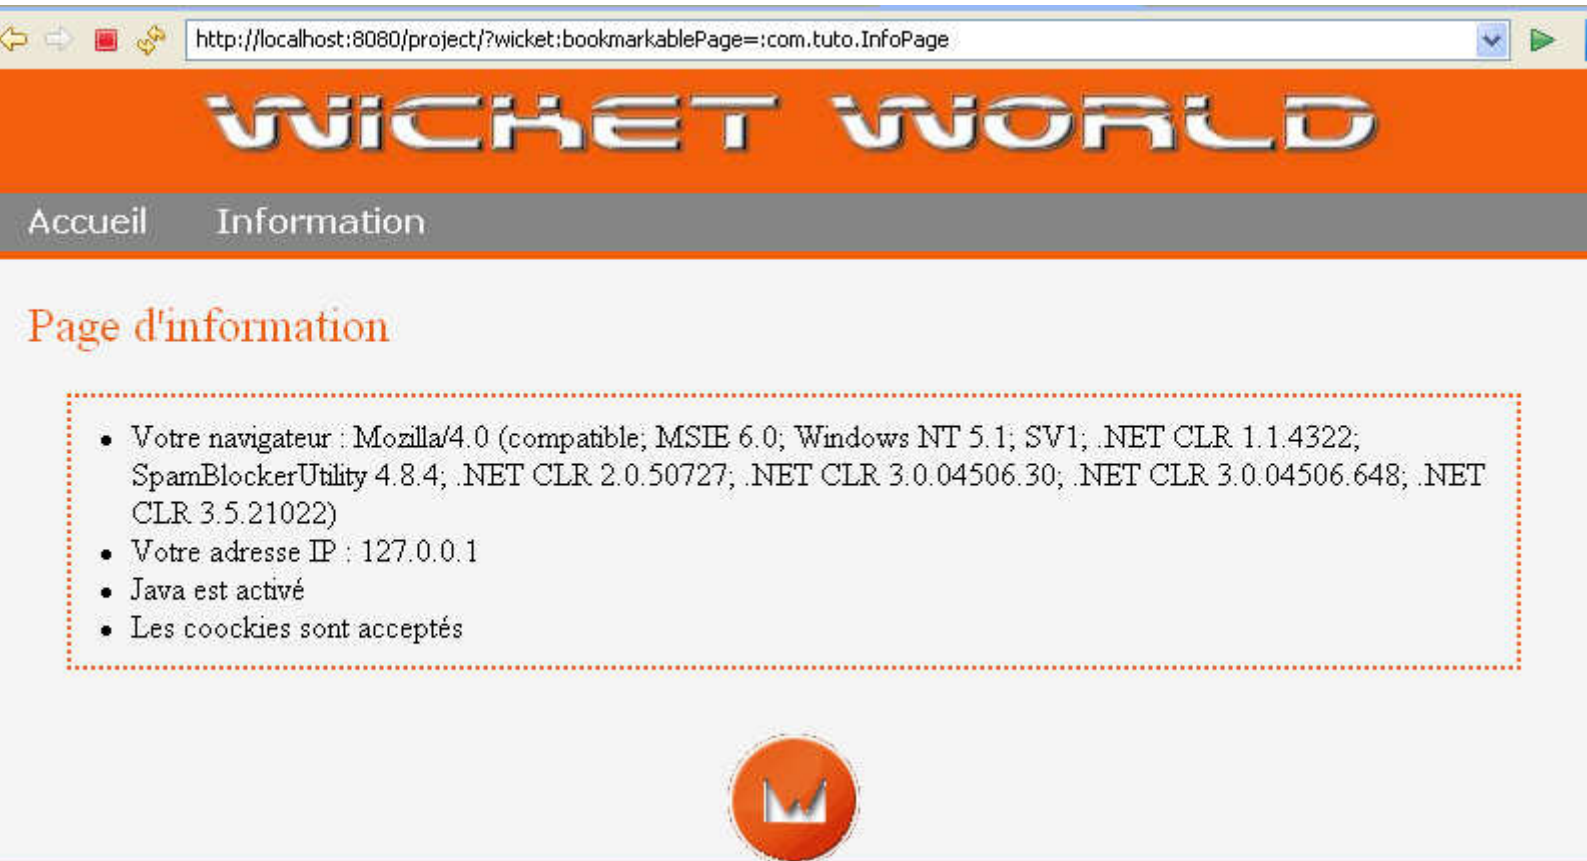 http://localhost:8080/project/?wicket:bookmarkablePage=:com.tuto.InfoPage
WICKET WORLD
Accueil Information
Page d'information
Votre navigateur : Mozilla/4.0 (compatible; MSIE 6.0; Windows NT 5.1; SV1; .NET CLR 1.1.4322;
SpamBlockerUtility 4.8.4; .NET CLR 2.0.50727; .NET CLR 3.0.04506.30; .NET CLR 3.0.04506.648; .NET
CLR 3.5.21022)
Votre adresse IP : 127.0.0.1
Java est activé
Les coockies sont acceptés
W